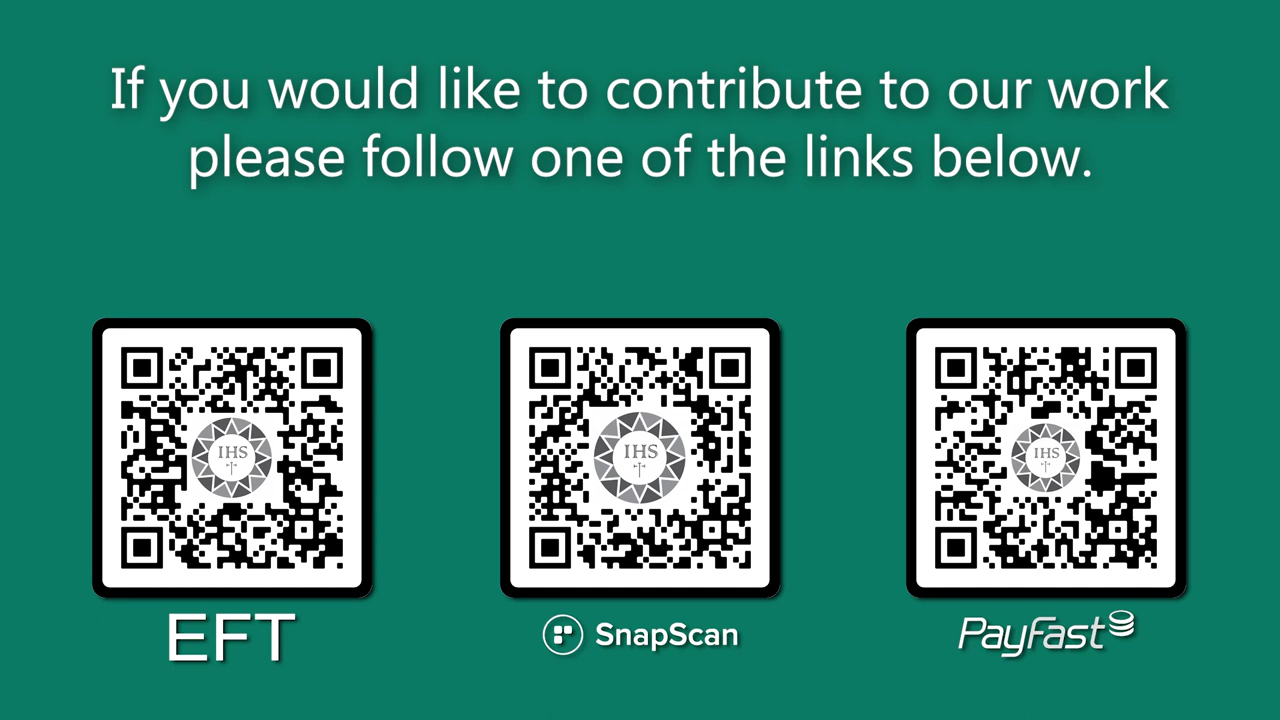 If you would like to contribute to our work
please follow one of the links below.
IHS
IHS
IHS
EFT
SnapScan
PayFast